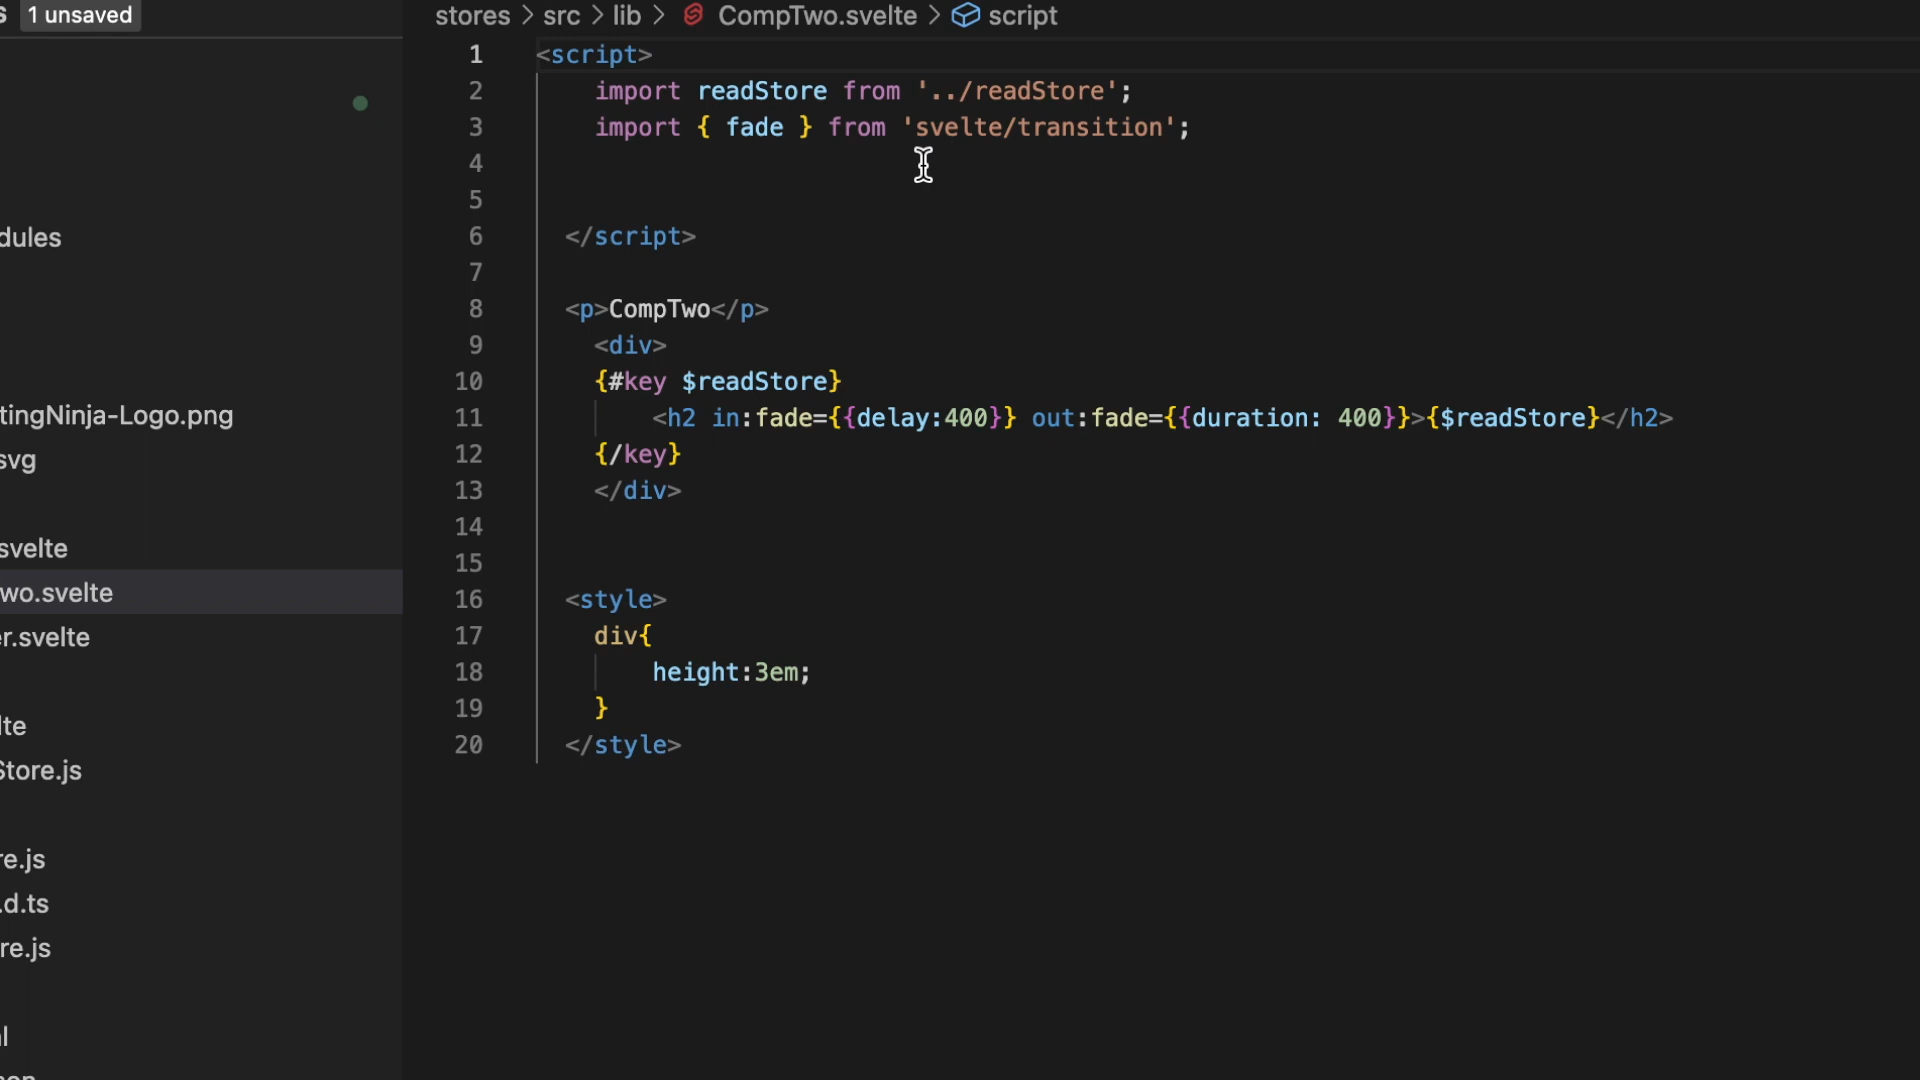 1 unsaved
stores > src > lib > CompTwo.svelte > script
1 <script>
2 import readStore from '../readStore';
3 import { fade } from 'svelte/transition';
4
5
6 </script>
7
8 <p>CompTwo</p>
9 <div>
10 {#key $readStore}
11 <h2 in:fade={{delay:400}} out:fade={{duration: 400}}>{$readStore}</h2>
12 {/key}
13 </div>
14
15
16 <style>
17 div{
18 height:3em;
19 }
20 </style>
dules
tingNinja-Logo.png
svg
svelte
wo.svelte
er.svelte
lte
Store.js
re.js
.d.ts
re.js